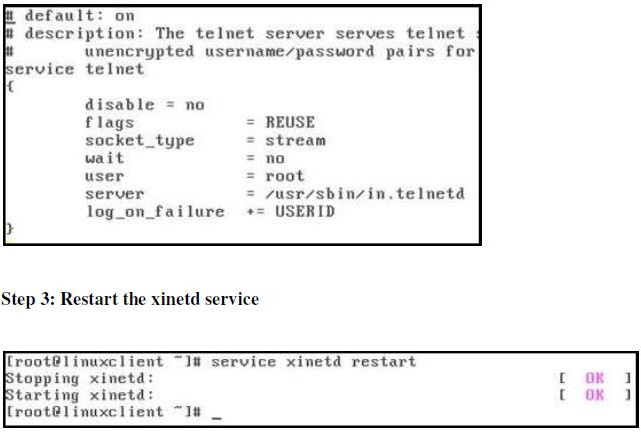 # default: on
# description: The telnet server serves telnet
#       unencrypted username/password pairs for
service telnet
{
        disable = no
        flags           = REUSE
        socket_type     = stream
        wait            = no
        user            = root
        server          = /usr/sbin/in.telnetd
        log_on_failure  += USERID
}
Step 3: Restart the xinetd service
[root@linuxclient ~]# service xinetd restart
Stopping xinetd:                                           [  OK  ]
Starting xinetd:                                           [  OK  ]
[root@linuxclient ~]# _